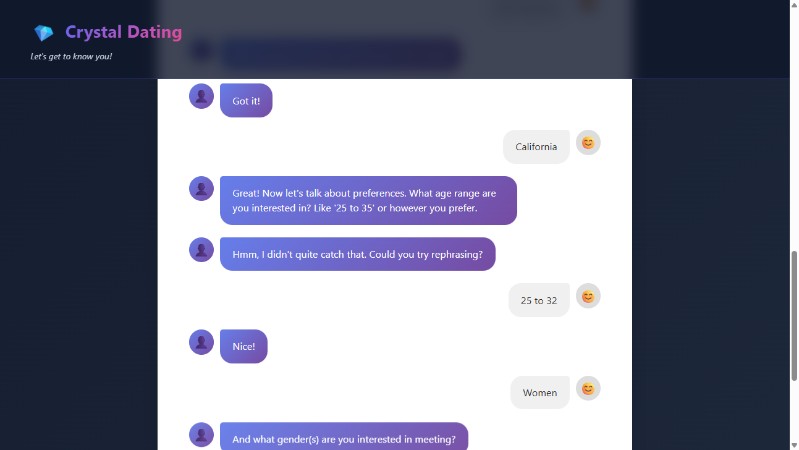 Crystal Dating
Let's get to know you!
Got it!
California
Great! Now let's talk about preferences. What age range are
you interested in? Like '25 to 35' or however you prefer.
Hmm, I didn't quite catch that. Could you try rephrasing?
25 to 32
Nice!
Women
And what gender(s) are you interested in meeting?